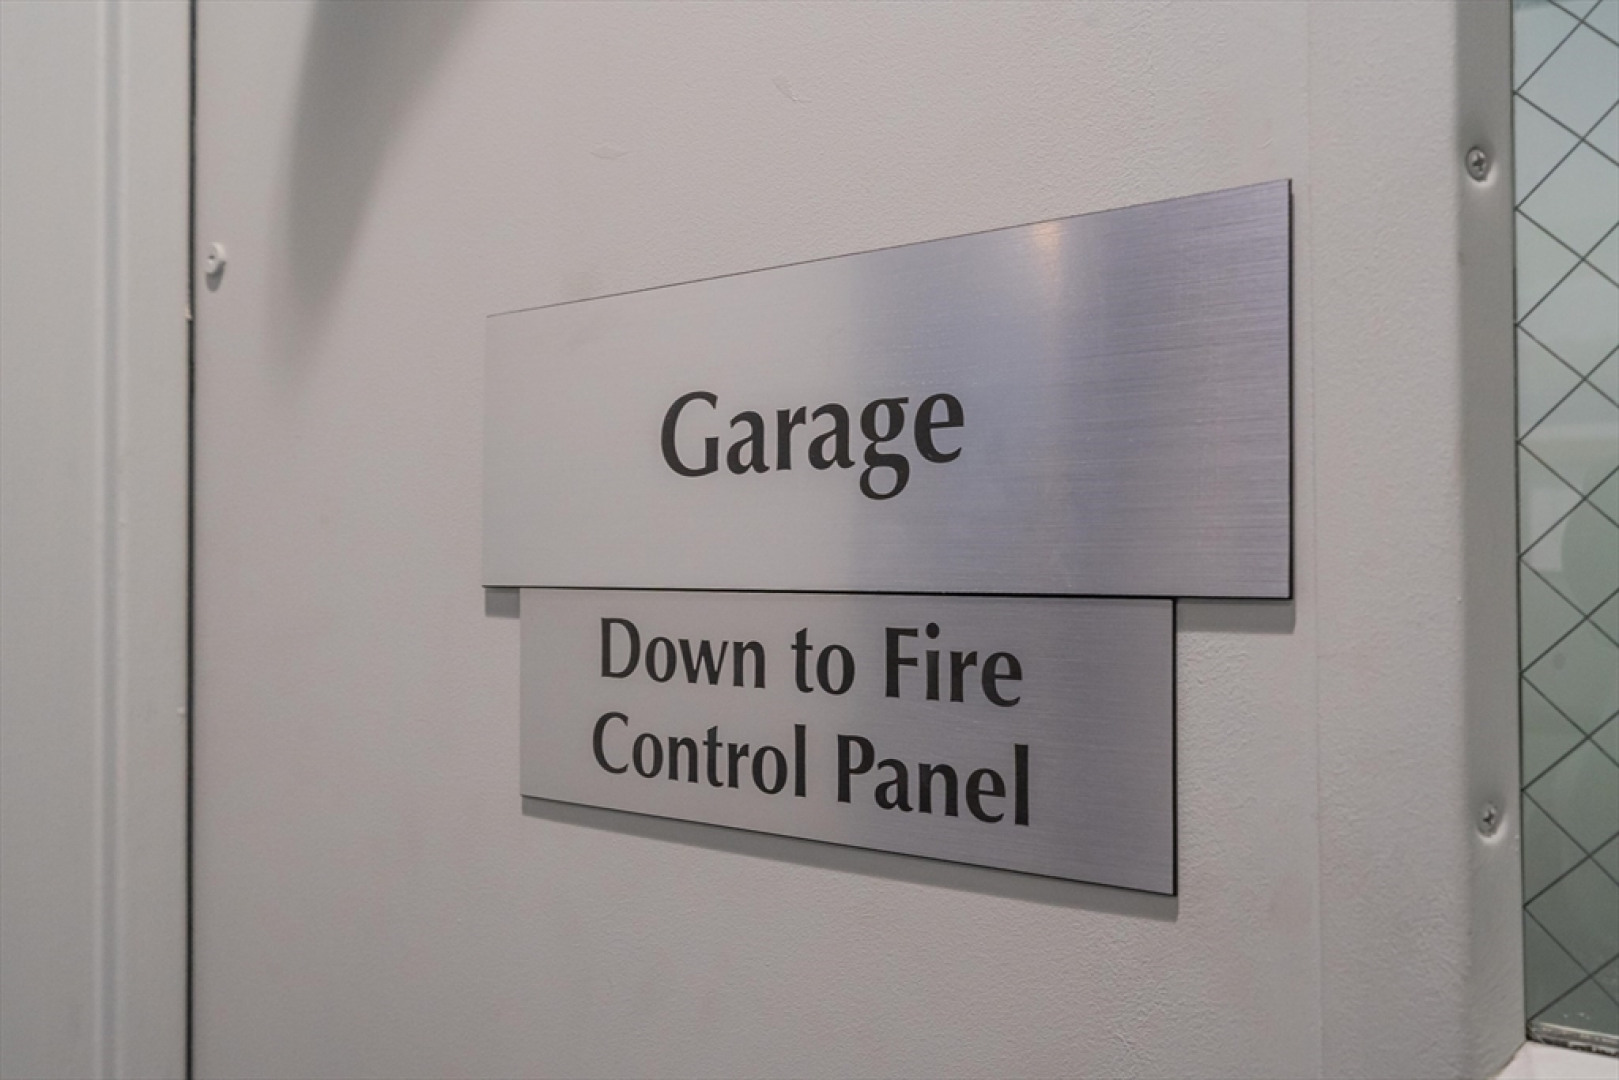 Garage
Down to Fire
Control Panel